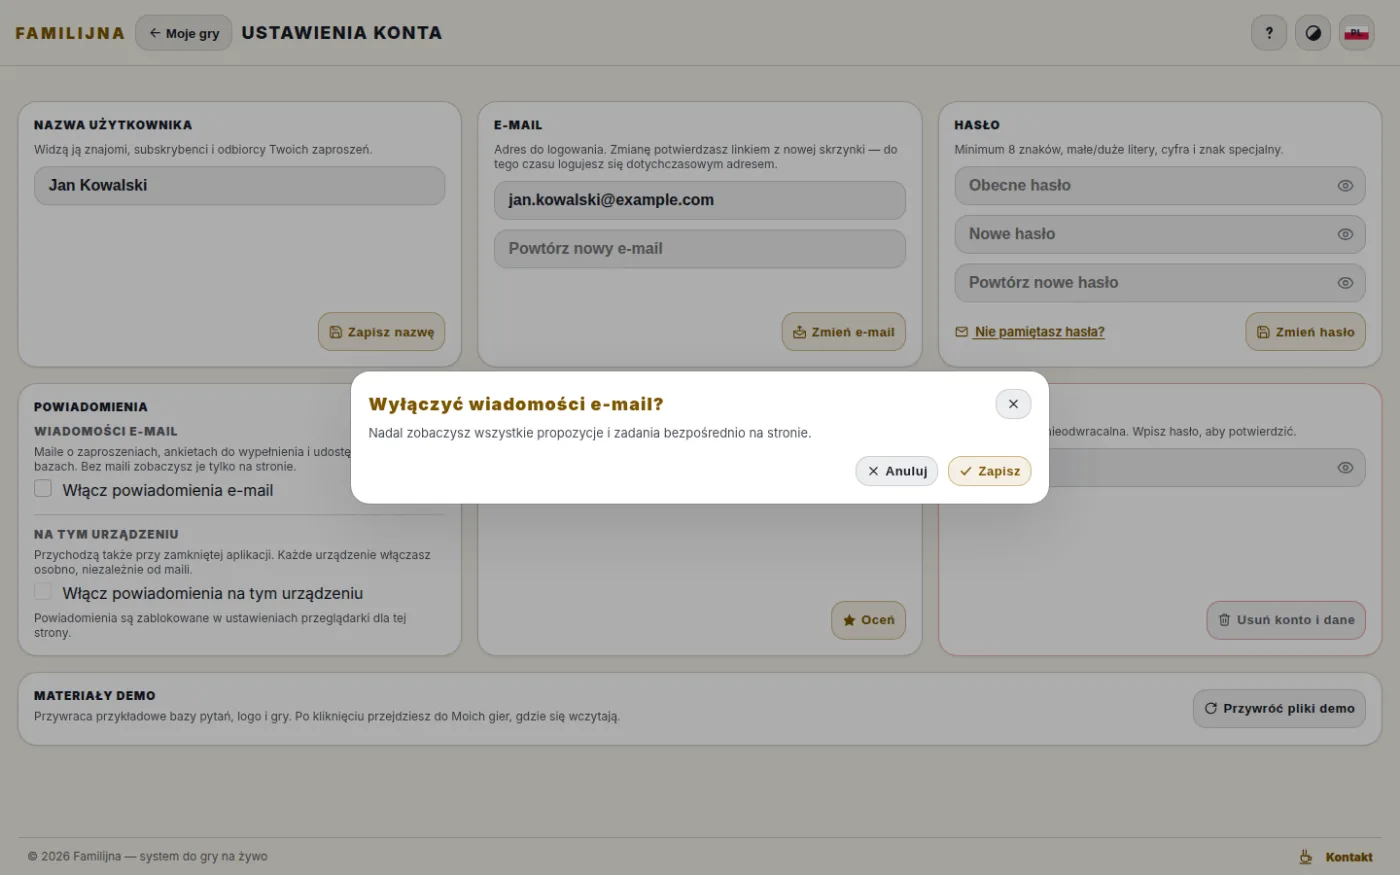 FAMILIJNA
Moje gry
USTAWIENIA KONTA
?
PL
NAZWA UŻYTKOWNIKA
Widzą ją znajomi, subskrybenci i odbiorcy Twoich zaproszeń.
Jan Kowalski
Zapisz nazwę
E-MAIL
Adres do logowania. Zmianę potwierdzasz linkiem z nowej skrzynki — do
tego czasu logujesz się dotychczasowym adresem.
jan.kowalski@example.com
Powtórz nowy e-mail
Zmień e-mail
HASŁO
Minimum 8 znaków, małe/duże litery, cyfra i znak specjalny.
Obecne hasło
Nowe hasło
Powtórz nowe hasło
Nie pamiętasz hasła?
Zmień hasło
Wyłączyć wiadomości e-mail?
Nadal zobaczysz wszystkie propozycje i zadania bezpośrednio na stronie.
Anuluj
Zapisz
POWIADOMIENIA
WIADOMOŚCI E-MAIL
Maile o zaproszeniach, ankietach do wypełnienia i
bazach. Bez maili zobaczysz je tylko na stronie.
Włącz powiadomienia e-mail
NA TYM URZĄDZENIU
Przychodzą także przy zamkniętej aplikacji. Każde urządzenie włączasz
osobno, niezależnie od maili.
Włącz powiadomienia na tym urządzeniu
Powiadomienia są zablokowane w ustawieniach przeglądarki dla tej
strony.
Oceń
nieodwracalna. Wpisz hasło, aby potwierdzić.
Usuń konto i dane
MATERIAŁY DEMO
Przywraca przykładowe bazy pytań, logo i gry. Po kliknięciu przejdziesz do Moich gier, gdzie się wczytają.
Przywróć pliki demo
© 2026 Familijna — system do gry na żywo
Kontakt